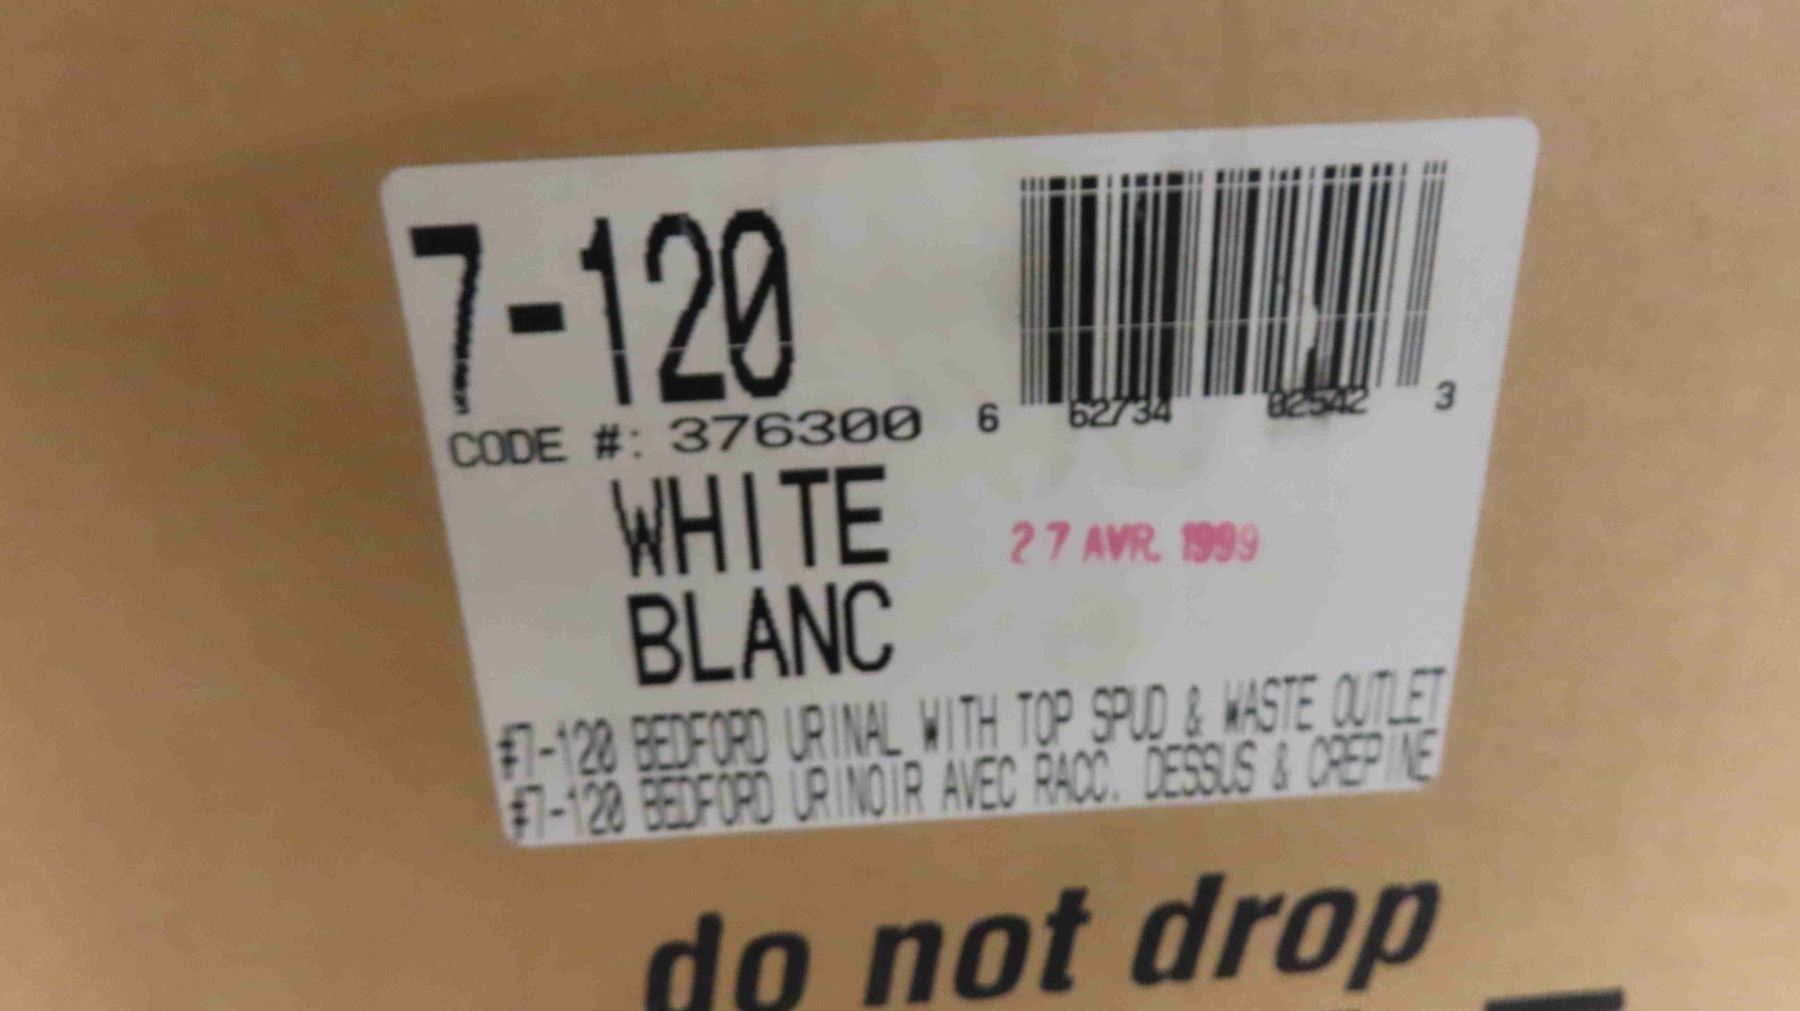 7-120
CODE #: 376300
6 62734 02542 3
WHITE
BLANC
27 AVR. 1999
#7-120 BEDFORD URINAL WITH TOP SPUD & WASTE OUTLET
#7-120 BEDFORD URINOIR AVEC RACC. DESSUS & CREPINE
do not drop